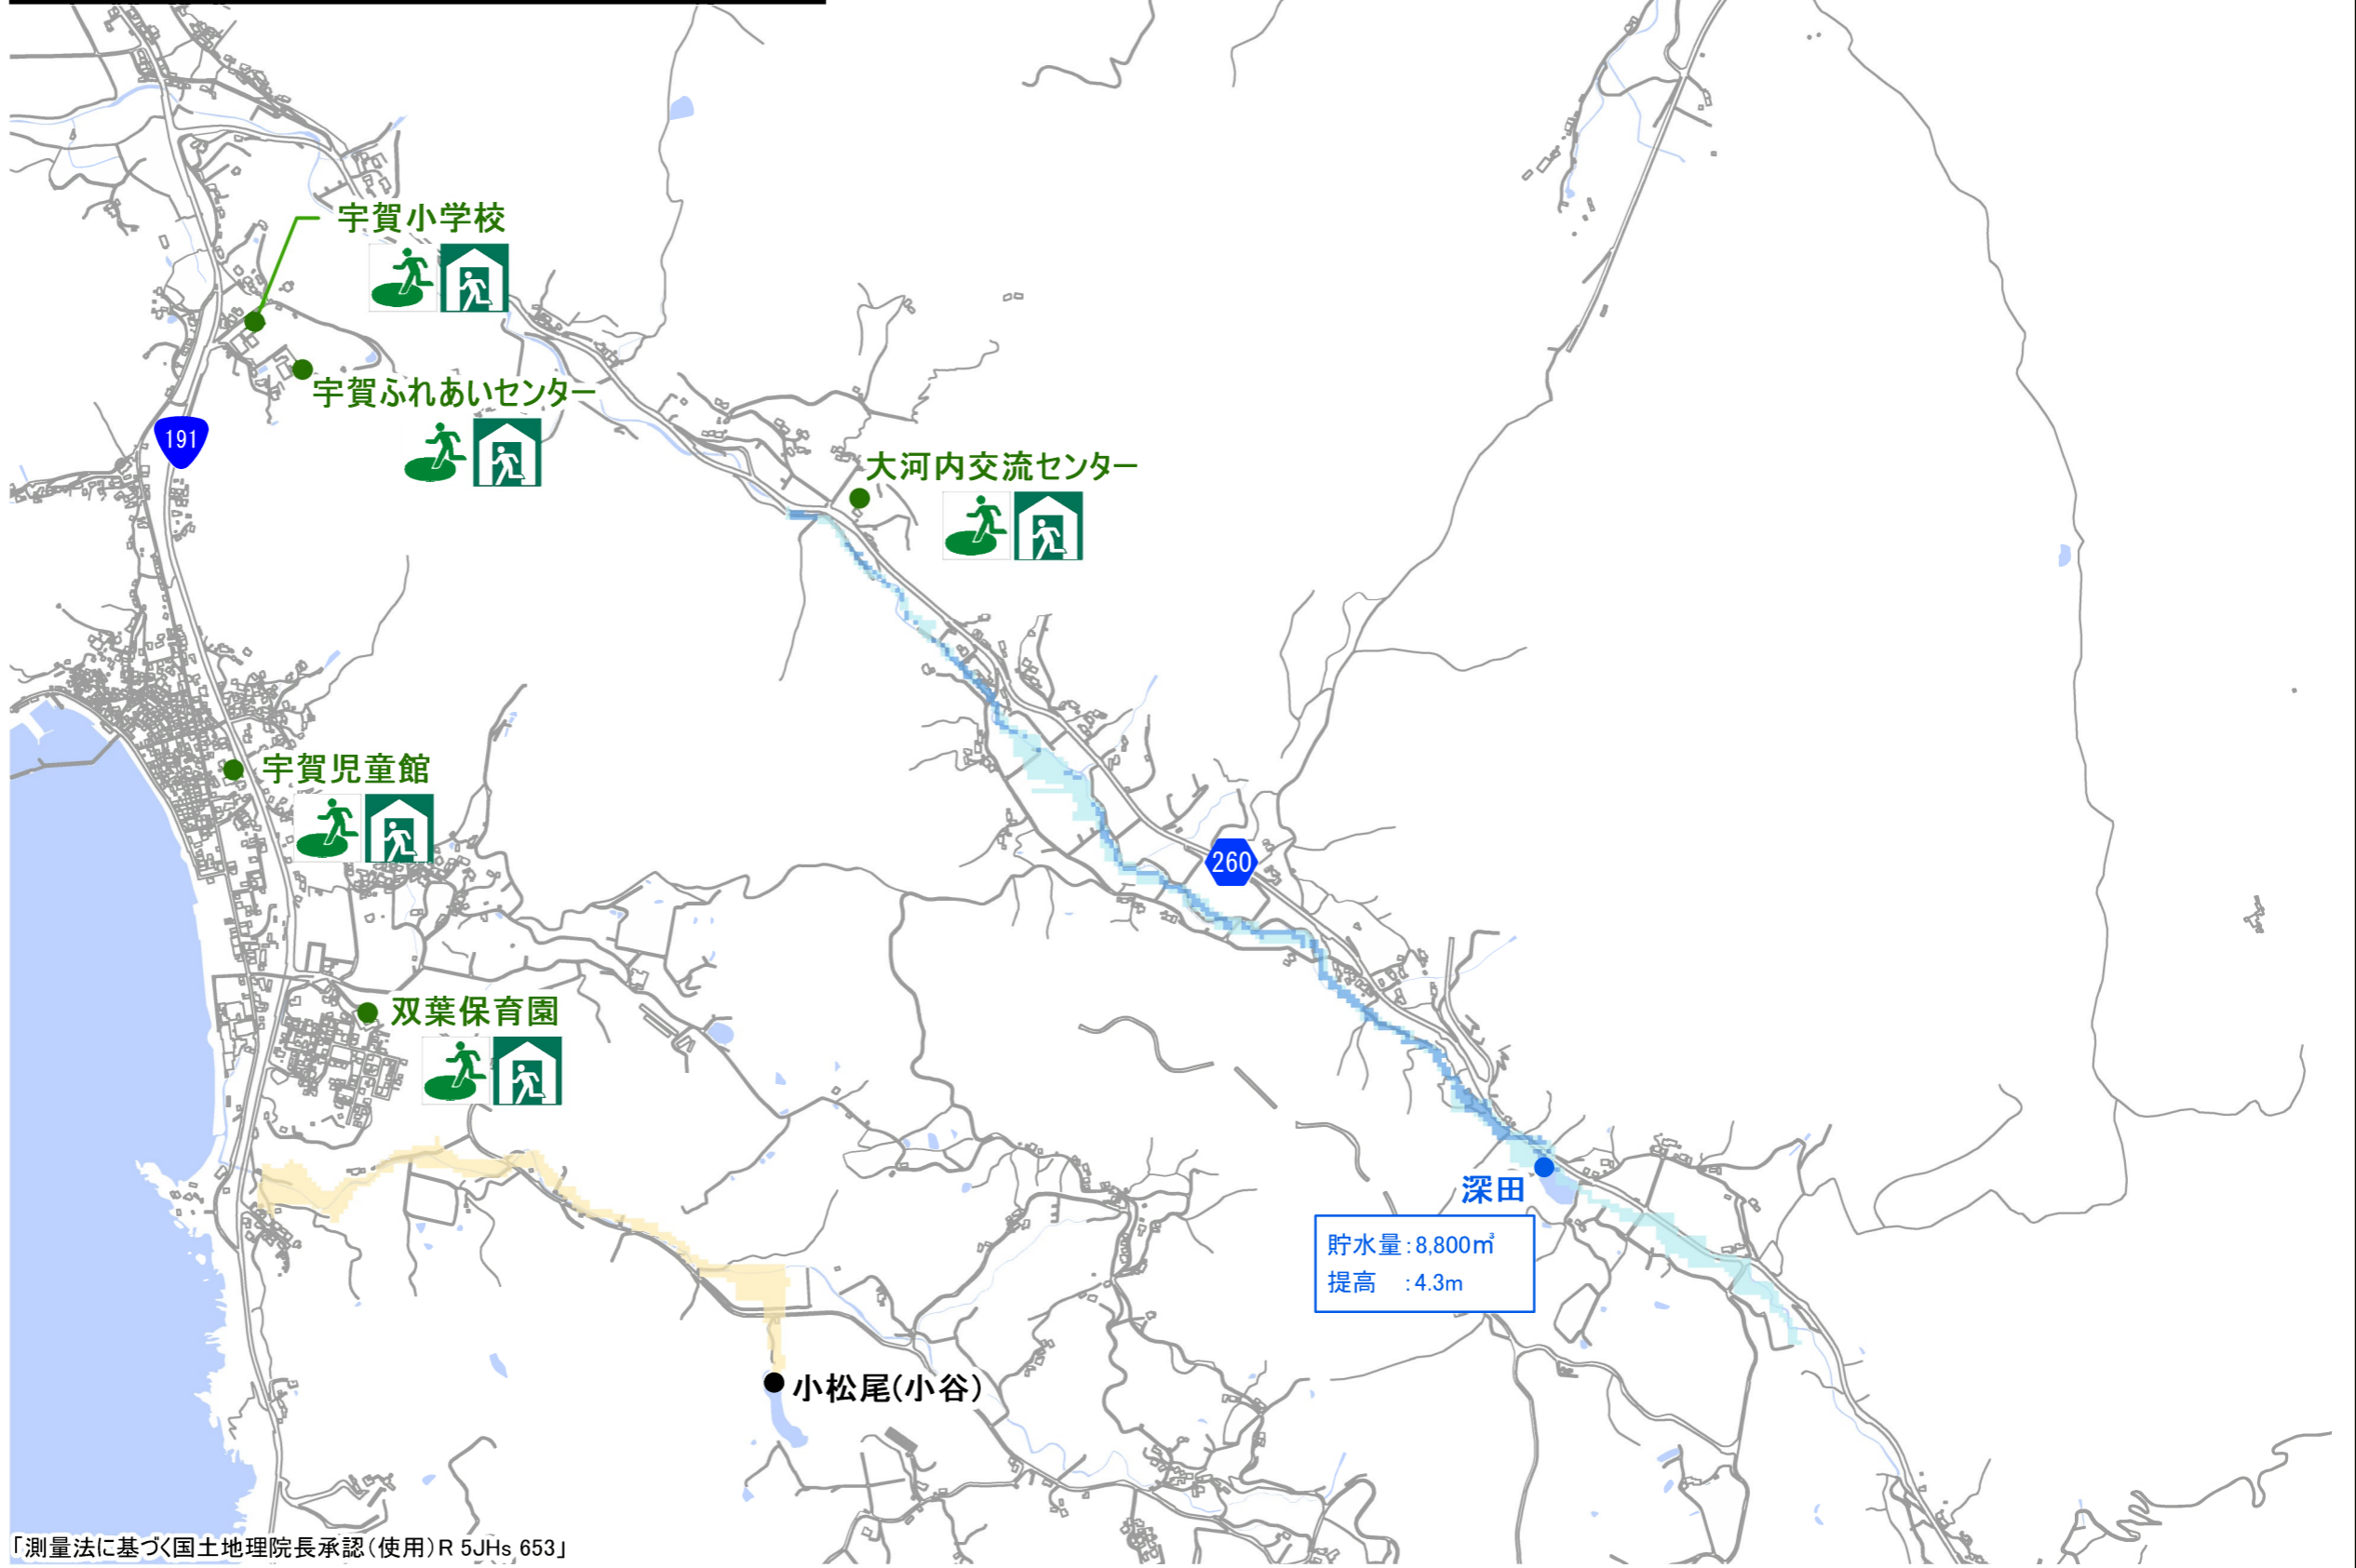 宇賀小学校
宇賀ふれあいセンター
191
大河内交流センター
宇賀児童館
260
双葉保育園
深田
貯水量:8,800㎥
提高 :4.3m
小松尾(小谷)
「測量法に基づく国土地理院長承認(使用)R 5JHs 653」